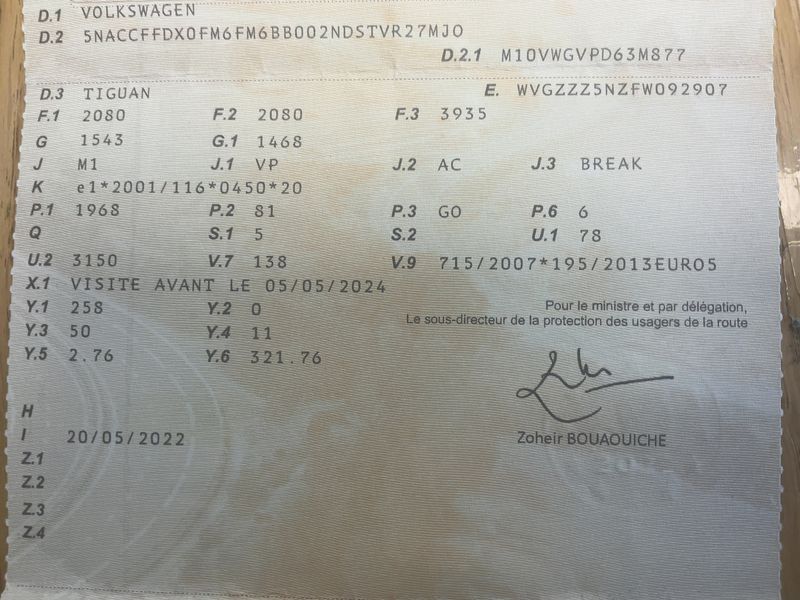 D.1 VOLKSWAGEN
D.2 5NACCFFDX0FM6FM6BB002NDSTVR27MJ0
D.2.1 M10VWGVPD63M877
D.3 TIGUAN E. WVGZZZ5NZFW092907
F.1 2080 F.2 2080 F.3 3935
G 1543 G.1 1468
J M1 J.1 VP J.2 AC J.3 BREAK
K e1*2001/116*0450*20
P.1 1968 P.2 81 P.3 GO P.6 6
Q S.1 5 S.2 U.1 78
U.2 3150 V.7 138 V.9 715/2007*195/2013EURO5
X.1 VISITE AVANT LE 05/05/2024
Y.1 258 Y.2 0
Y.3 50 Y.4 11
Y.5 2.76 Y.6 321.76
Pour le ministre et par délégation,
Le sous-directeur de la protection des usagers de la route
Zoheir BOUAOUICHE
H
I 20/05/2022
Z.1
Z.2
Z.3
Z.4